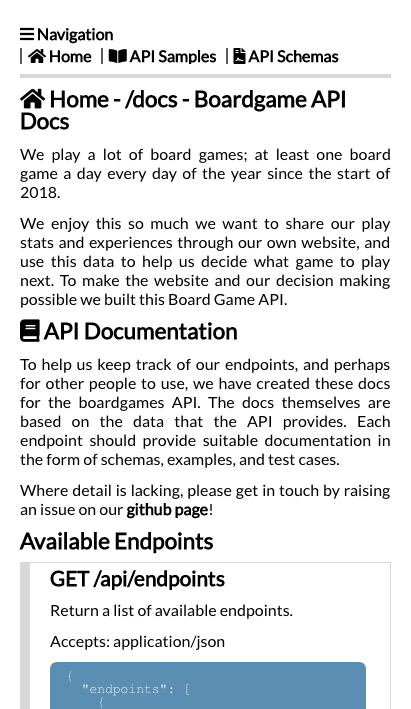 Navigation
| Home | API Samples | API Schemas
Home - /docs - Boardgame API
Docs
We play a lot of board games; at least one board
game a day every day of the year since the start of
2018.
We enjoy this so much we want to share our play
stats and experiences through our own website, and
use this data to help us decide what game to play
next. To make the website and our decision making
possible we built this Board Game API.
API Documentation
To help us keep track of our endpoints, and perhaps
for other people to use, we have created these docs
for the boardgames API. The docs themselves are
based on the data that the API provides. Each
endpoint should provide suitable documentation in
the form of schemas, examples, and test cases.
Where detail is lacking, please get in touch by raising
an issue on our github page!
Available Endpoints
GET /api/endpoints
Return a list of available endpoints.
Accepts: application/json
{
"endpoints": [
{